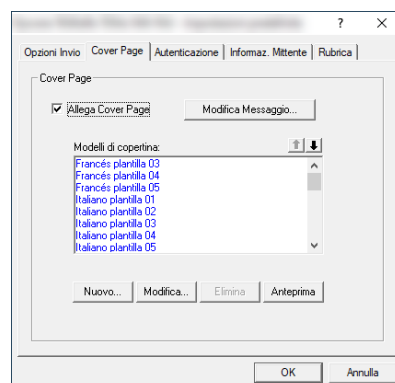 ? ×
Opzioni Invio Cover Page Autenticazione Informaz. Mittente Rubrica
Cover Page
Allega Cover Page Modifica Messaggio...
Modelli di copertina:
Francés plantilla 03
Francés plantilla 04
Francés plantilla 05
Italiano plantilla 01
Italiano plantilla 02
Italiano plantilla 03
Italiano plantilla 04
Italiano plantilla 05
Nuovo... Modifica... Elimina Anteprima
OK Annulla